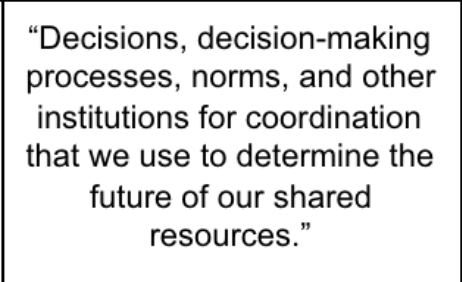 “Decisions, decision-making
processes, norms, and other
institutions for coordination
that we use to determine the
future of our shared
resources.”